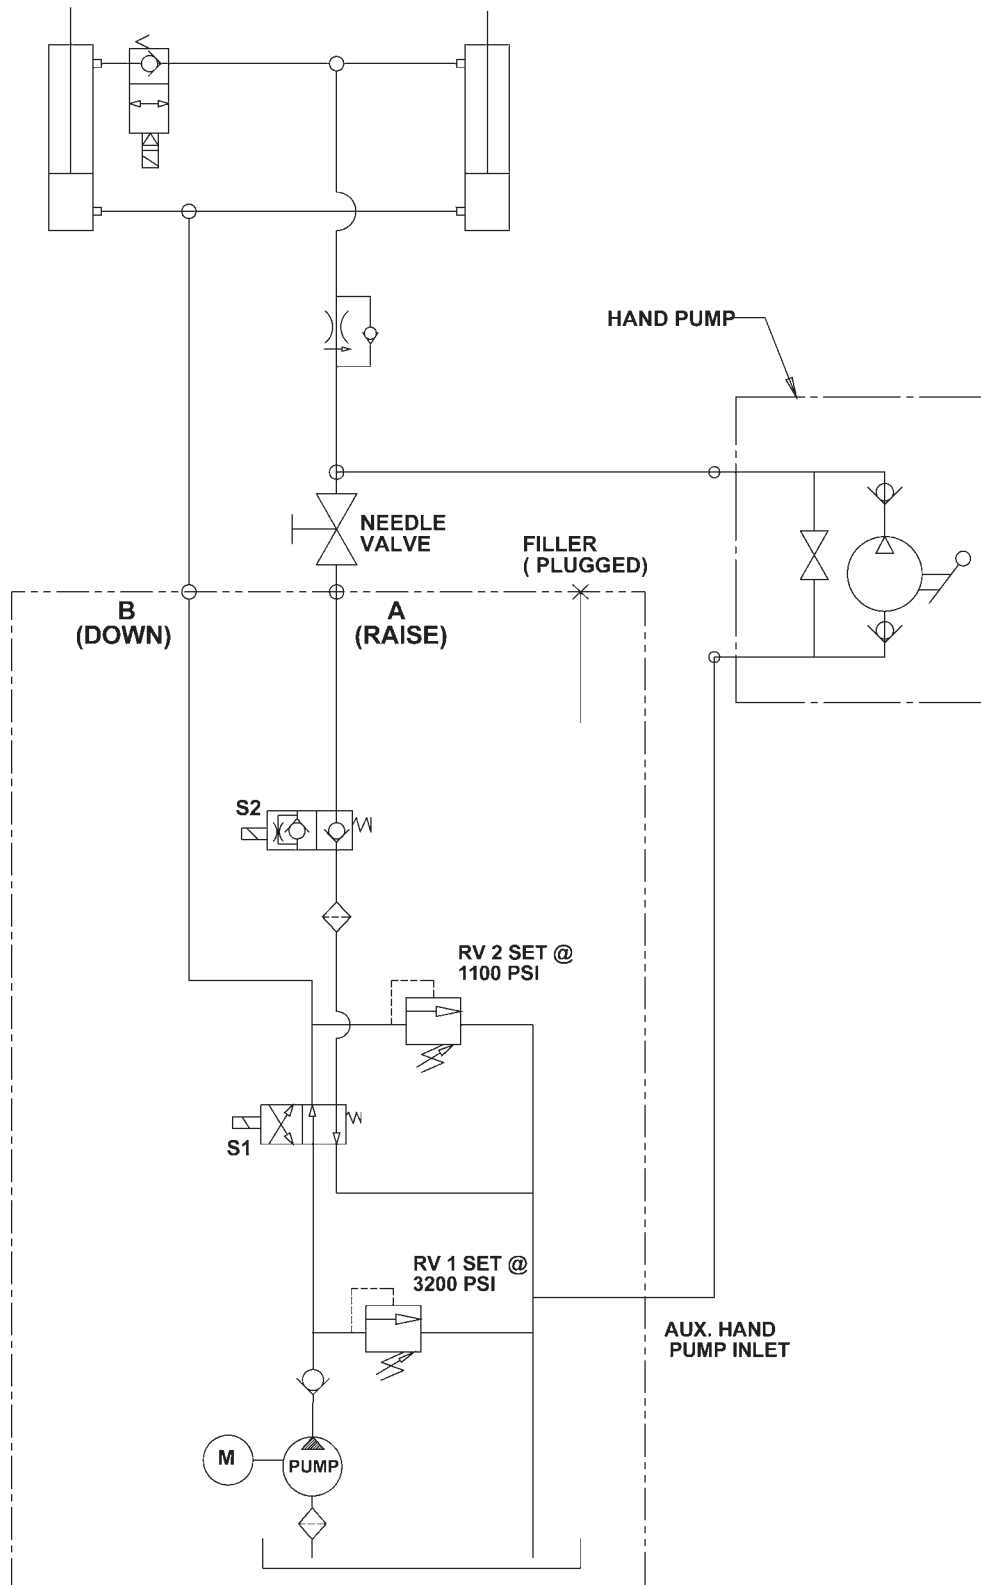 HAND PUMP
NEEDLE
VALVE
FILLER
( PLUGGED)
B
(DOWN)
A
(RAISE)
S2
RV 2 SET @
1100 PSI
S1
RV 1 SET @
3200 PSI
AUX. HAND
PUMP INLET
M
PUMP